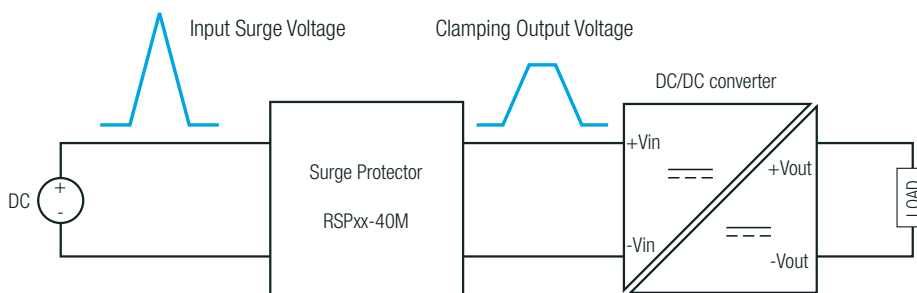 Input Surge Voltage
Clamping Output Voltage
DC/DC converter
DC
+
-
Surge Protector
RSPxx-40M
+Vin
-Vin
+Vout
-Vout
LOAD